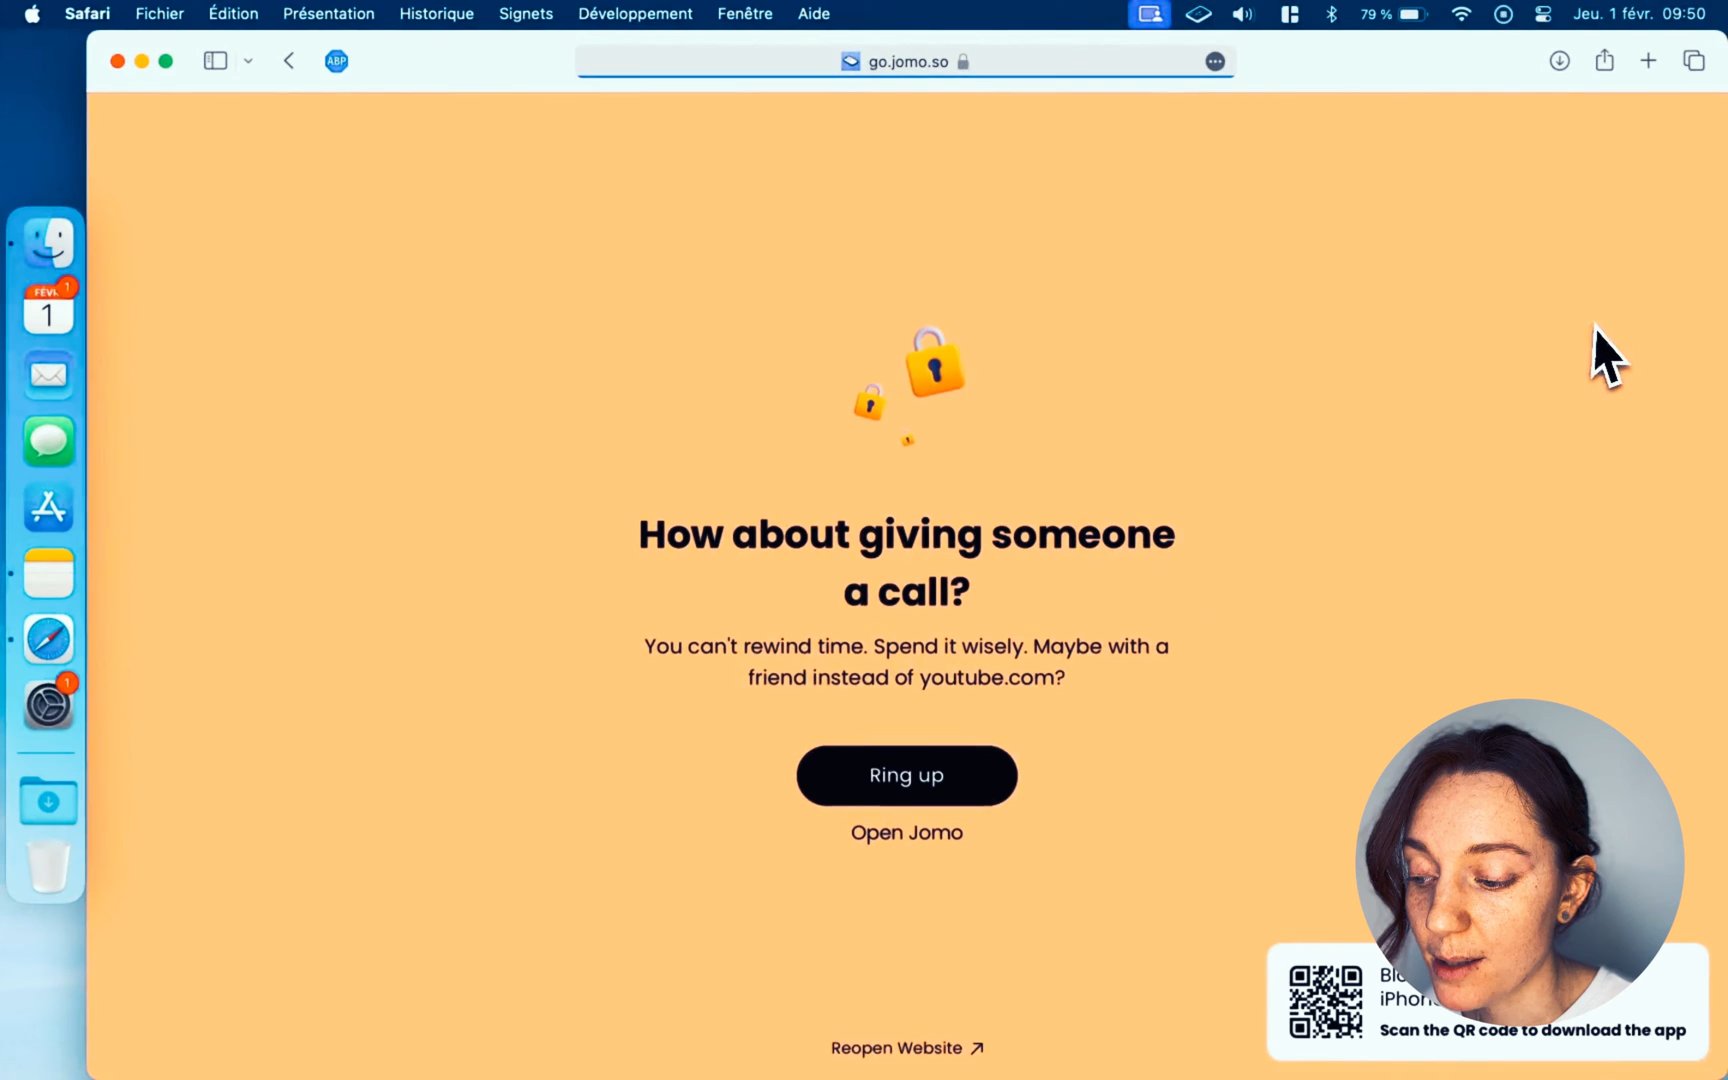 Safari Fichier Édition Présentation Historique Signets Développement Fenêtre Aide 79 % Jeu. 1 févr. 09:50
ABP go.jomo.so
FÉVR. 1
1
How about giving someone
a call?
You can't rewind time. Spend it wisely. Maybe with a
friend instead of youtube.com?
Ring up
Open Jomo
1
Reopen Website
Scan the QR code to download the app